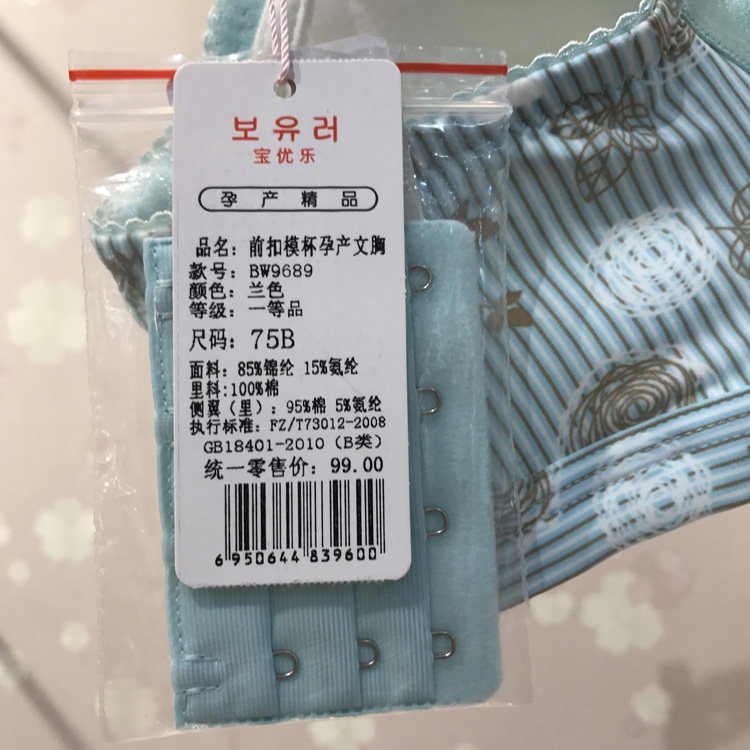 보유러
宝优乐
孕产精品
品名：前扣模杯孕产文胸
款号：BW9689
颜色：兰色
等级：一等品
尺码：75B
面料：85%锦纶 15%氨纶
里料:100%棉
侧翼（里）：95%棉 5%氨纶
执行标准：FZ/T73012-2008
GB18401-2010（B类）
统一零售价：99.00
6 950644 839600